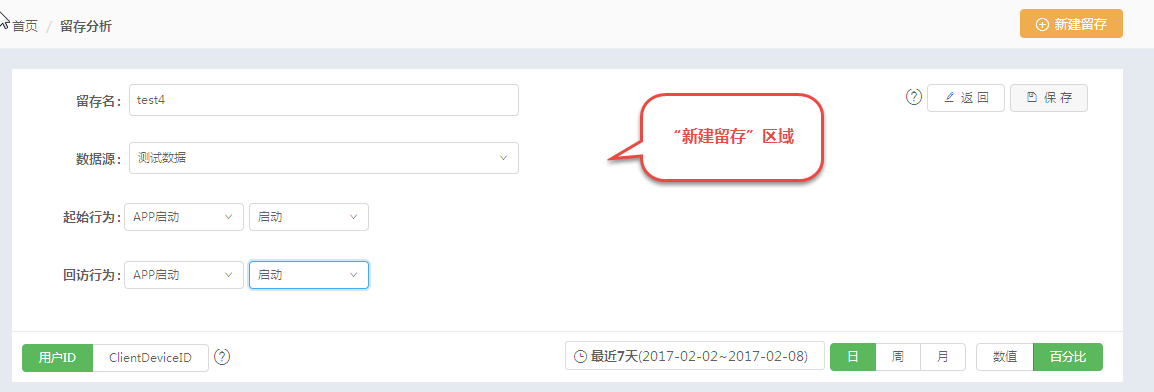 首页 / 留存分析
新建留存
留存名: test4
返 回 保 存
“新建留存”区域
数据源: 测试数据
起始行为: APP启动 启动
回访行为: APP启动 启动
用户ID ClientDeviceID 最近7天(2017-02-02~2017-02-08) 日 周 月 数值 百分比